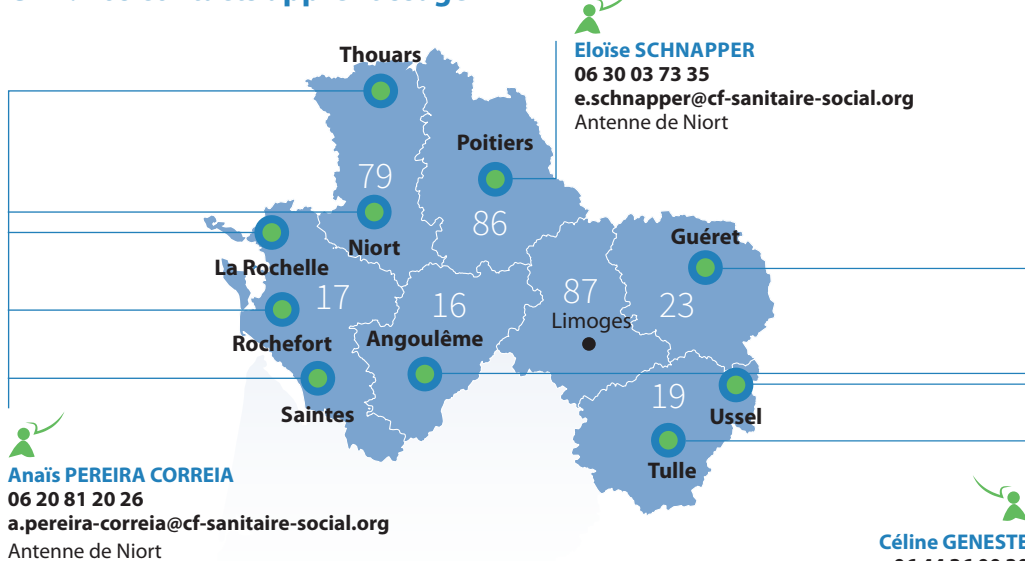 Eloïse SCHNAPPER
06 30 03 73 35
e.schnapper@cf-sanitaire-social.org
Antenne de Niort
Thouars
Poitiers
79
86
Niort
La Rochelle
Guéret
17
16
87
23
Limoges
Rochefort
Angoulême
Saintes
19
Ussel
Tulle
Anaïs PEREIRA CORREIA
06 20 81 20 26
a.pereira-correia@cf-sanitaire-social.org
Antenne de Niort
Céline GENESTE